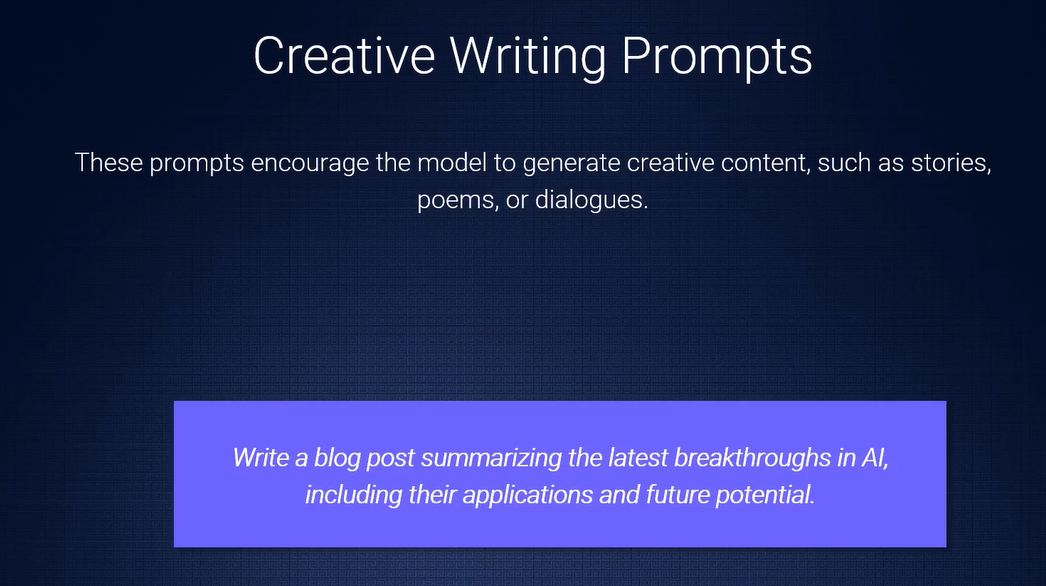 Creative Writing Prompts
These prompts encourage the model to generate creative content, such as stories,
poems, or dialogues.
Write a blog post summarizing the latest breakthroughs in AI,
including their applications and future potential.